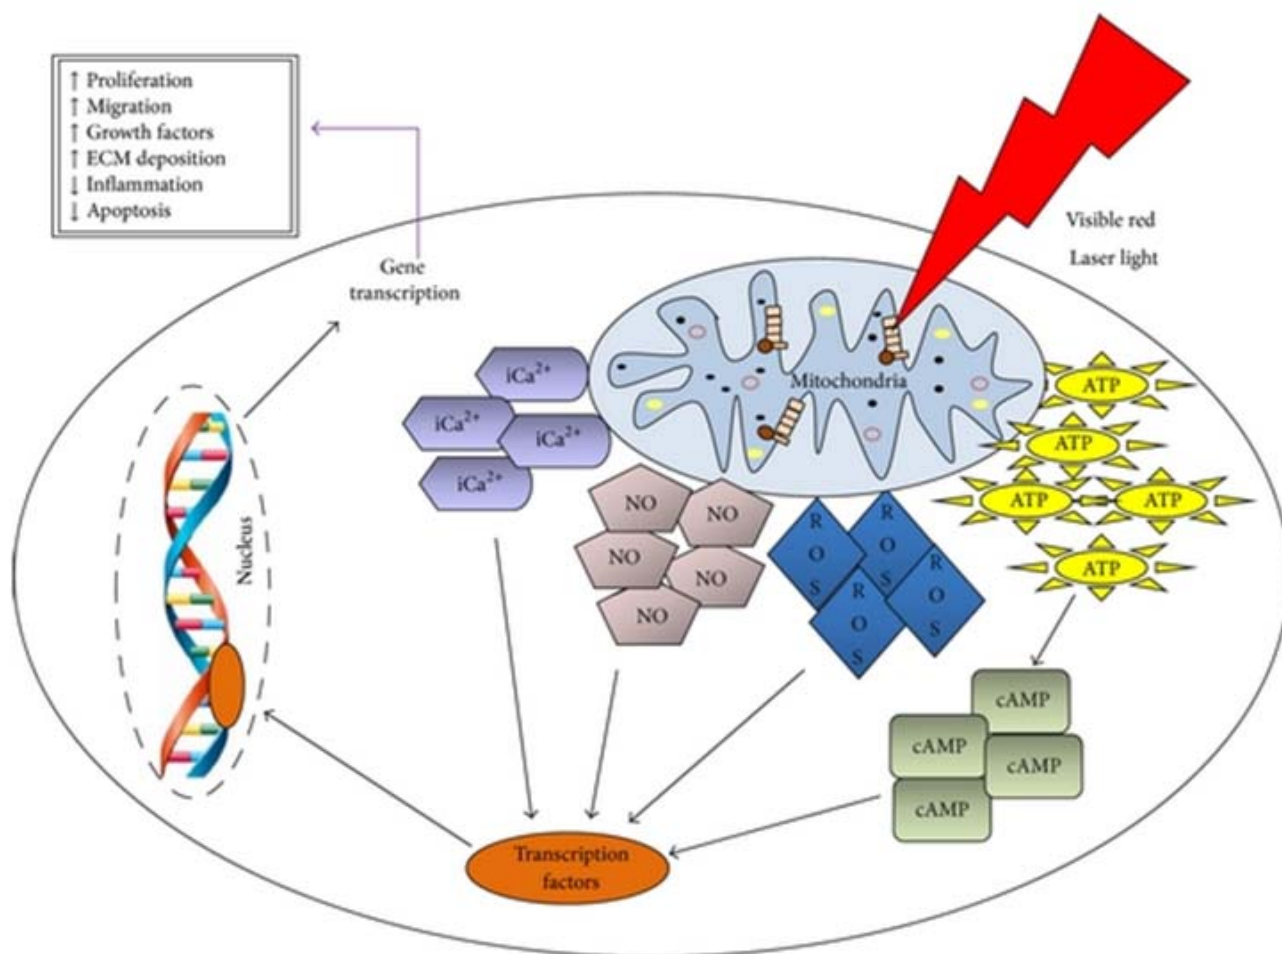 ↑ Proliferation
↑ Migration
↑ Growth factors
↑ ECM deposition
↓ Inflammation
↓ Apoptosis
Visible red
Laser light
Gene
transcription
Mitochondria
iCa²⁺
iCa²⁺
iCa²⁺
iCa²⁺
ATP
ATP
ATP
ATP
ATP
NO
NO
NO
NO
NO
ROS
ROS
ROS
ROS
Nucleus
cAMP
cAMP
cAMP
cAMP
Transcription
factors